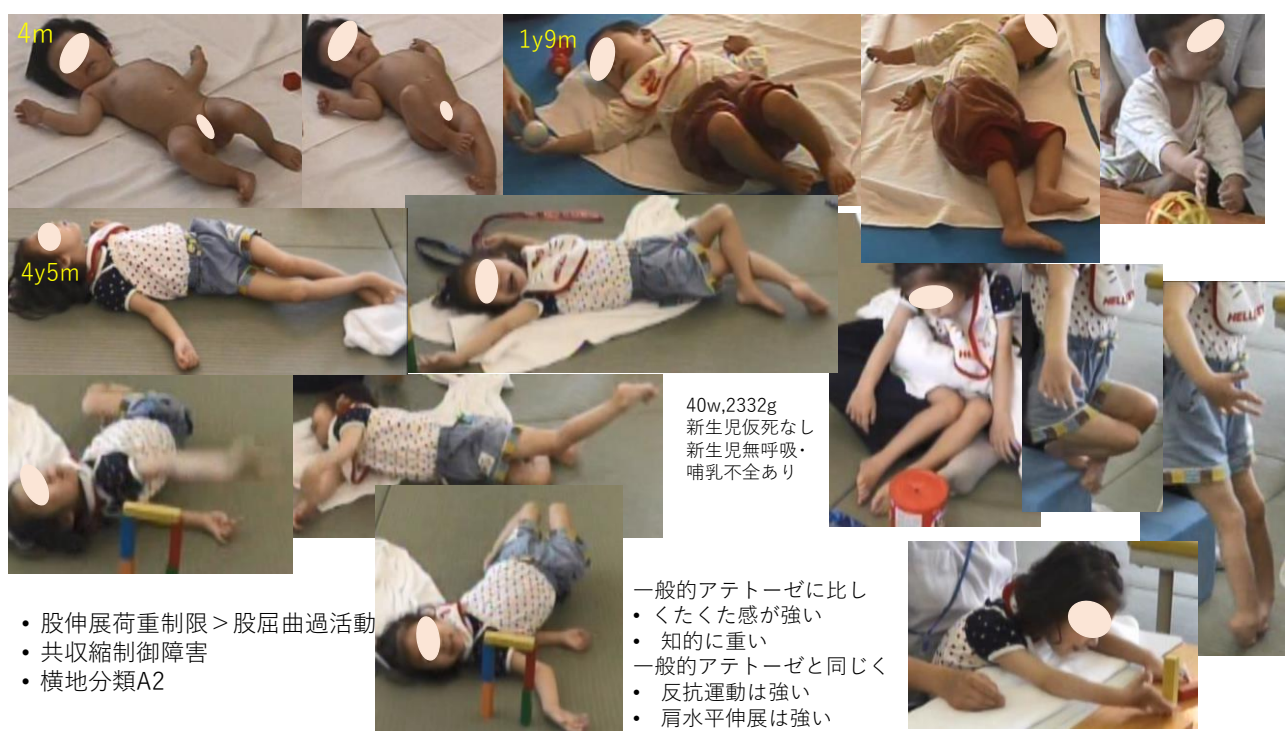 4m
1y9m
4y5m
40w,2332g
新生児仮死なし
新生児無呼吸・
哺乳不全あり
• 股伸展荷重制限＞股屈曲過活動
• 共収縮制御障害
• 横地分類A2
一般的アテトーゼに比し
• くたくた感が強い
• 知的に重い
一般的アテトーゼと同じく
• 反抗運動は強い
• 肩水平伸展は強い